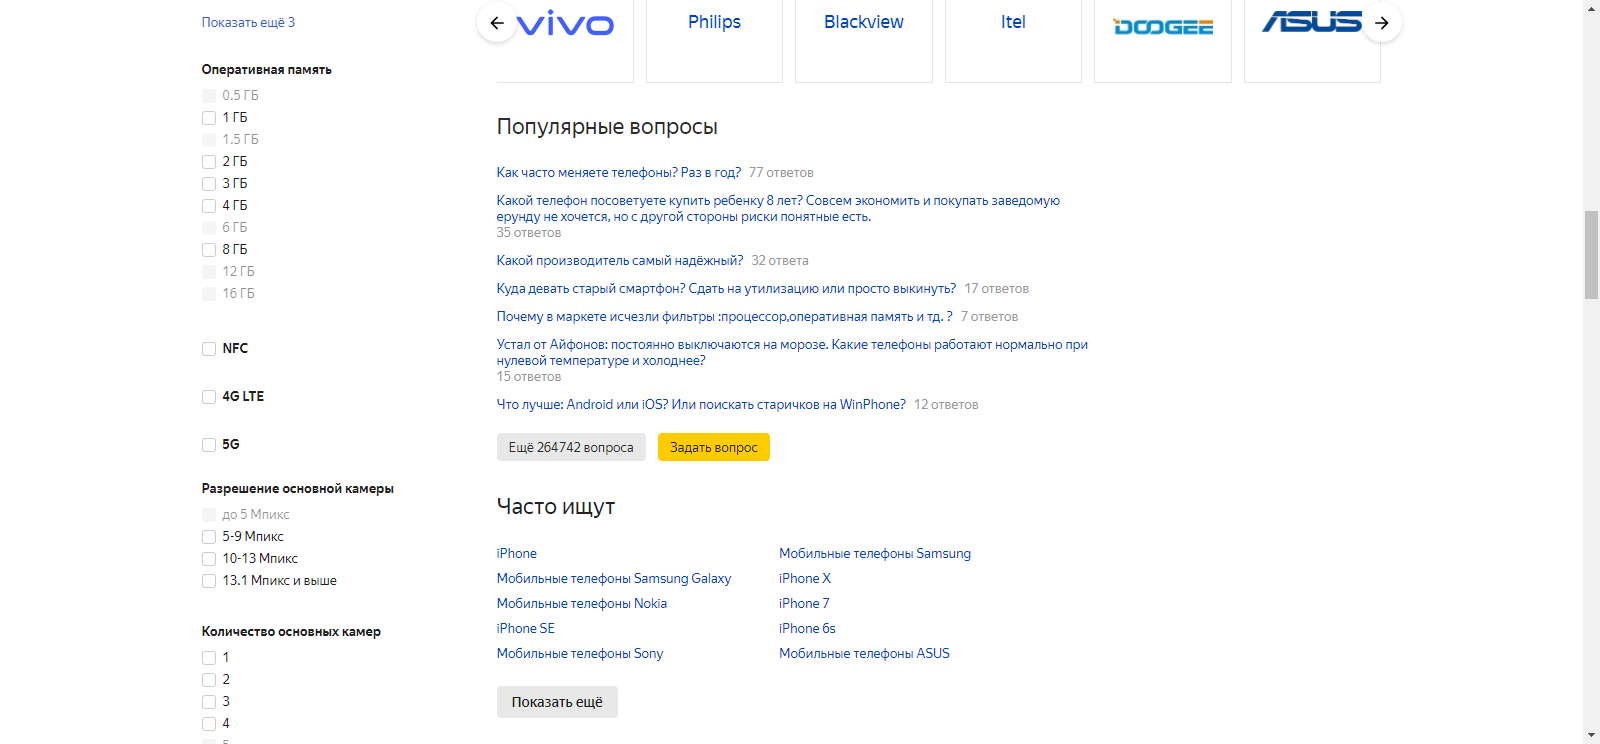 Показать ещё 3
Оперативная память
0.5 ГБ
1 ГБ
1.5 ГБ
2 ГБ
3 ГБ
4 ГБ
6 ГБ
8 ГБ
12 ГБ
16 ГБ
NFC
4G LTE
5G
Разрешение основной камеры
до 5 Мпикс
5-9 Мпикс
10-13 Мпикс
13.1 Мпикс и выше
Количество основных камер
1
2
3
4
vivo
Philips
Blackview
Itel
DOOGEE
ASUS
Популярные вопросы
Как часто меняете телефоны? Раз в год? 77 ответов
Какой телефон посоветуете купить ребенку 8 лет? Совсем экономить и покупать заведомую
ерунду не хочется, но с другой стороны риски понятные есть.
35 ответов
Какой производитель самый надёжный? 32 ответа
Куда девать старый смартфон? Сдать на утилизацию или просто выкинуть? 17 ответов
Почему в маркете исчезли фильтры :процессор,оперативная память и тд. ? 7 ответов
Устал от Айфонов: постоянно выключаются на морозе. Какие телефоны работают нормально при
нулевой температуре и холоднее?
15 ответов
Что лучше: Android или iOS? Или поискать старичков на WinPhone? 12 ответов
Ещё 264742 вопроса
Задать вопрос
Часто ищут
iPhone
Мобильные телефоны Samsung Galaxy
Мобильные телефоны Nokia
iPhone SE
Мобильные телефоны Sony
Мобильные телефоны Samsung
iPhone X
iPhone 7
iPhone 6s
Мобильные телефоны ASUS
Показать ещё